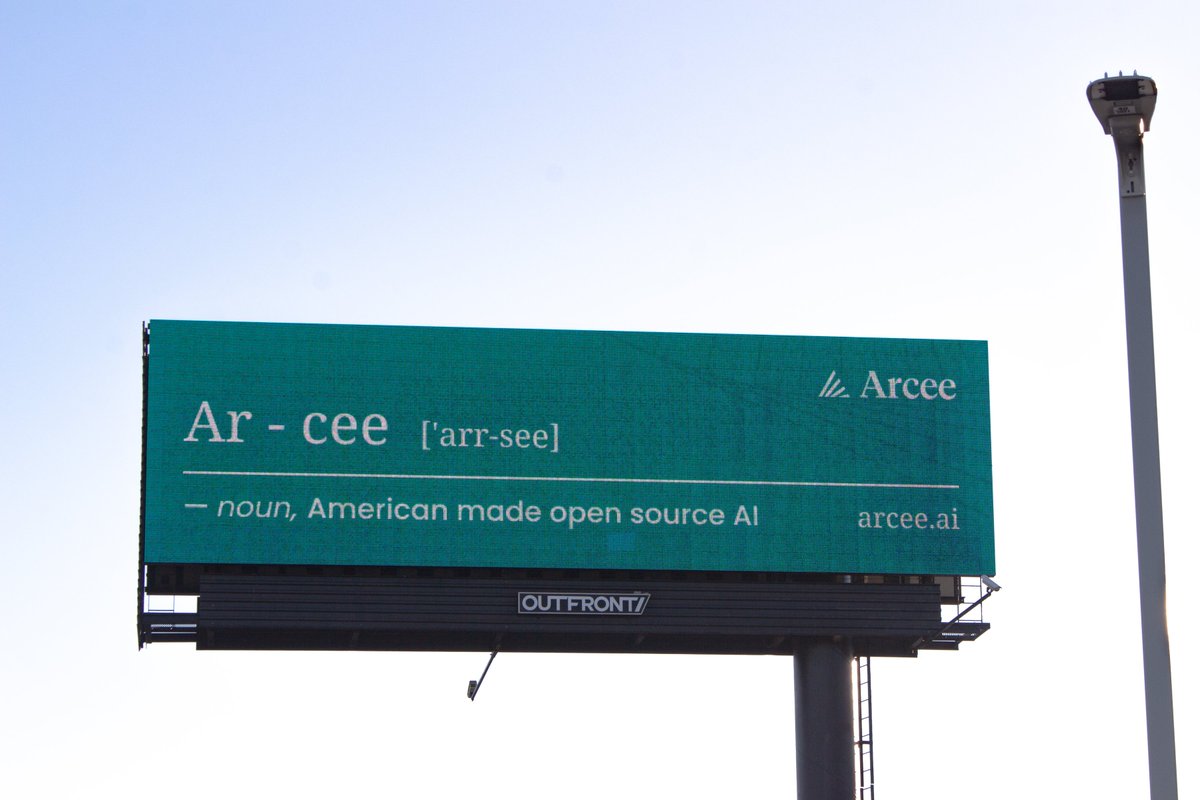 Arcee
Ar - cee ['arr-see]
— noun, American made open source AI
arcee.ai
OUTFRONT/